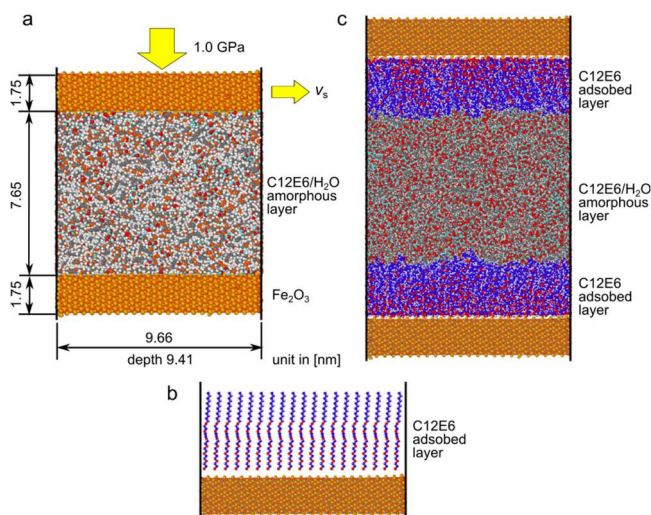 a
1.0 GPa
1.75
vs
7.65
C12E6/H2O
amorphous
layer
1.75
Fe2O3
9.66
depth 9.41
unit in [nm]
c
C12E6
adsobed
layer
C12E6/H2O
amorphous
layer
C12E6
adsobed
layer
b
C12E6
adsobed
layer